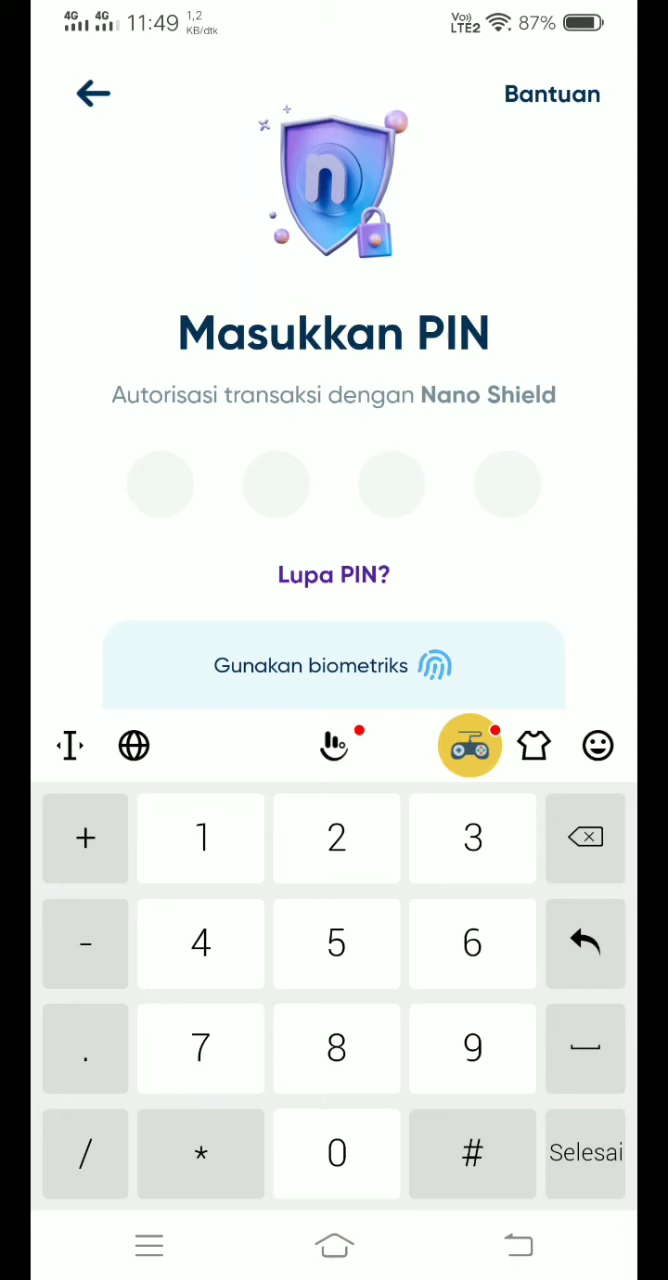 4G 4G 11:49 1,2 KB/dtk Vo)) LTE2 87%
Bantuan
n
Masukkan PIN
Autorisasi transaksi dengan Nano Shield
Lupa PIN?
Gunakan biometriks
+ 1 2 3
- 4 5 6
. 7 8 9
/ * 0 # Selesai